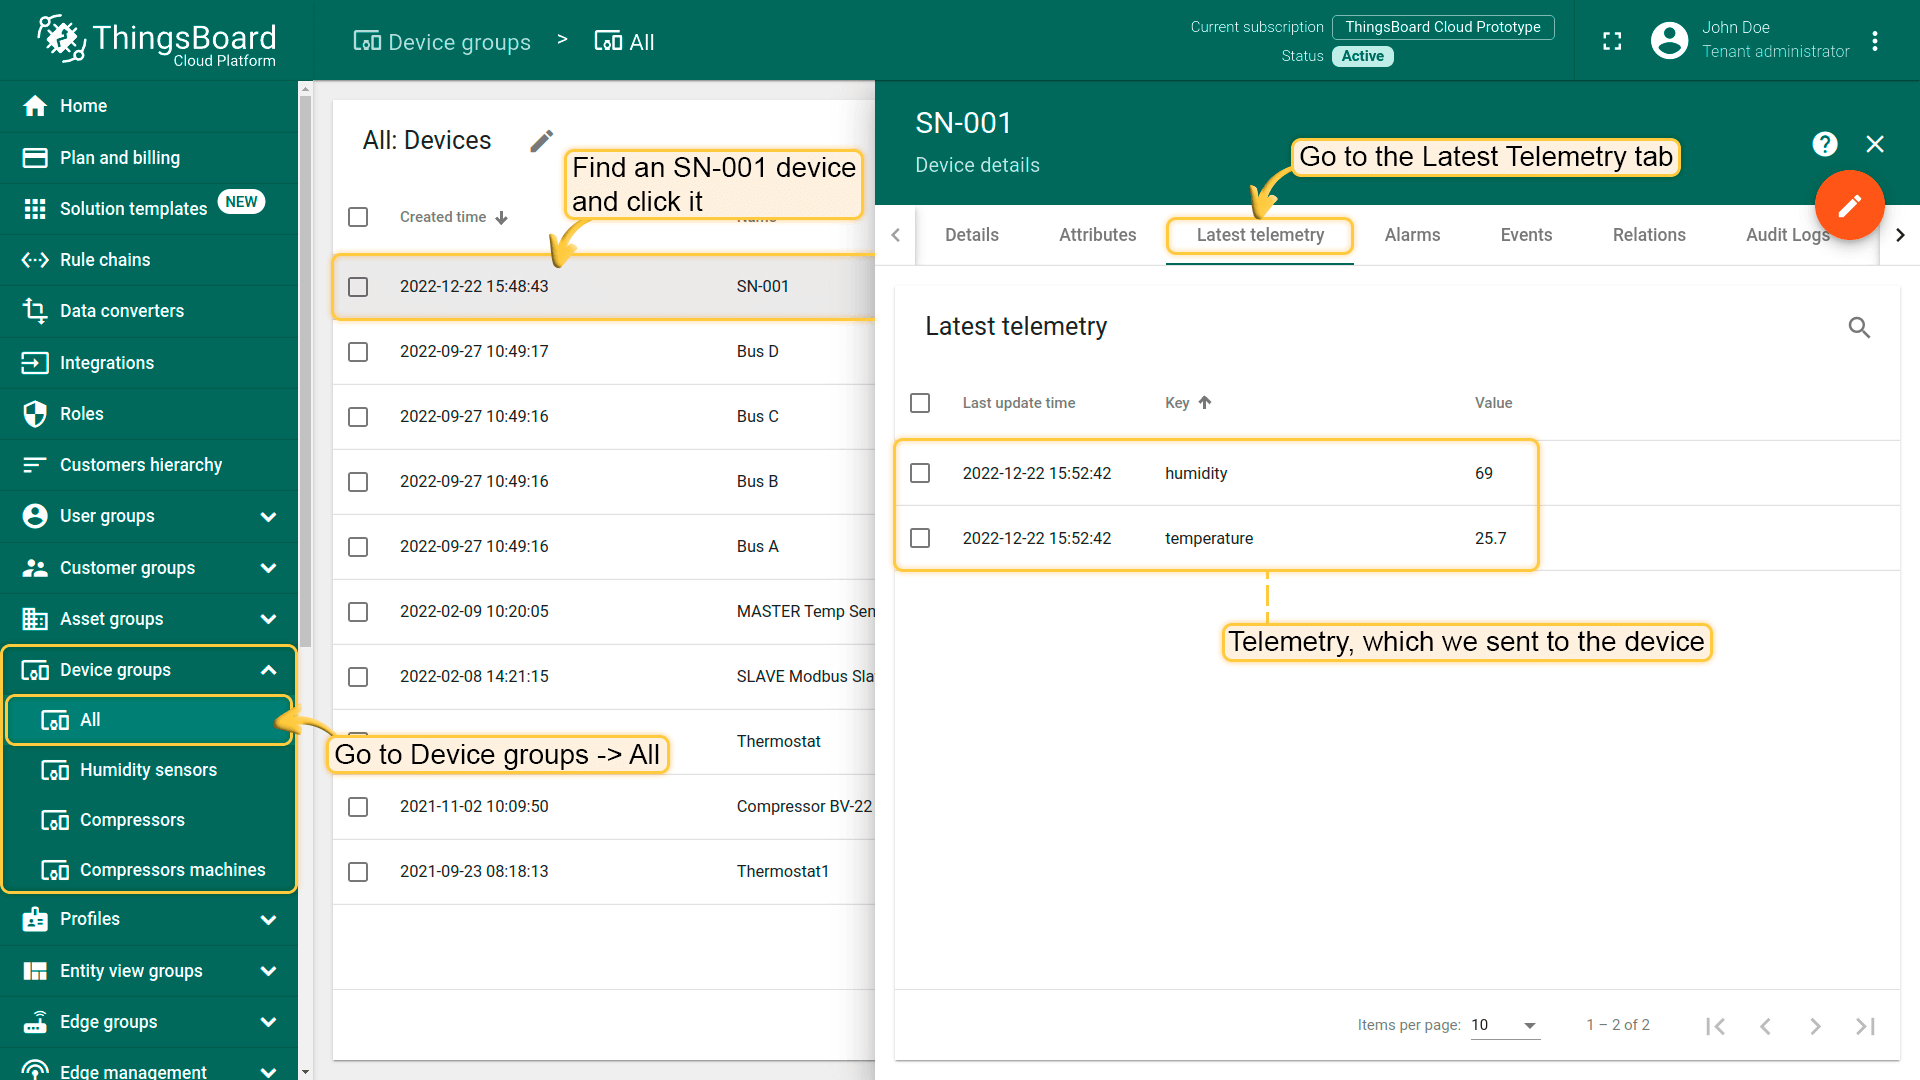 ThingsBoard
Cloud Platform
Device groups > All
Current subscription ThingsBoard Cloud Prototype
Status Active
John Doe
Tenant administrator
Home
Plan and billing
Solution templates NEW
Rule chains
Data converters
Integrations
Roles
Customers hierarchy
User groups
Customer groups
Asset groups
Device groups
All
Humidity sensors
Compressors
Compressors machines
Profiles
Entity view groups
Edge groups
Edge management
All: Devices
Find an SN-001 device
and click it
Created time
2022-12-22 15:48:43 SN-001
2022-09-27 10:49:17 Bus D
2022-09-27 10:49:16 Bus C
2022-09-27 10:49:16 Bus B
2022-09-27 10:49:16 Bus A
2022-02-09 10:20:05 MASTER Temp Sen
2022-02-08 14:21:15 SLAVE Modbus Sla
Thermostat
Go to Device groups -> All
2021-11-02 10:09:50 Compressor BV-22
2021-09-23 08:18:13 Thermostat1
SN-001
Device details
Go to the Latest Telemetry tab
Details Attributes Latest telemetry Alarms Events Relations Audit Logs
Latest telemetry
Last update time Key Value
2022-12-22 15:52:42 humidity 69
2022-12-22 15:52:42 temperature 25.7
Telemetry, which we sent to the device
Items per page: 10 1 – 2 of 2